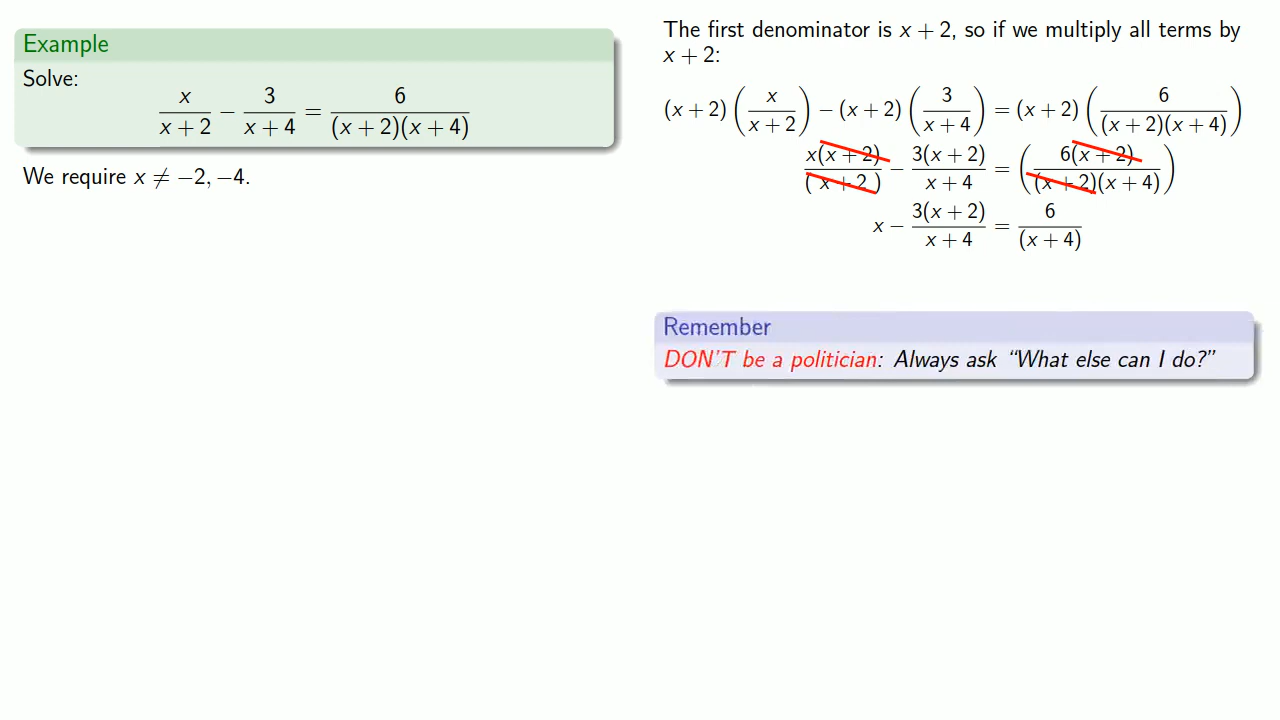 Example
Solve:
x/(x + 2) − 3/(x + 4) = 6/((x + 2)(x + 4))
We require x ≠ −2, −4.
The first denominator is x + 2, so if we multiply all terms by
x + 2:
(x + 2) (x/(x + 2)) − (x + 2) (3/(x + 4)) = (x + 2) (6/((x + 2)(x + 4)))
x(x + 2)/( x + 2 ) − 3(x + 2)/(x + 4) = (6(x + 2)/((x + 2)(x + 4)))
x − 3(x + 2)/(x + 4) = 6/(x + 4)
Remember
DON'T be a politician: Always ask “What else can I do?”